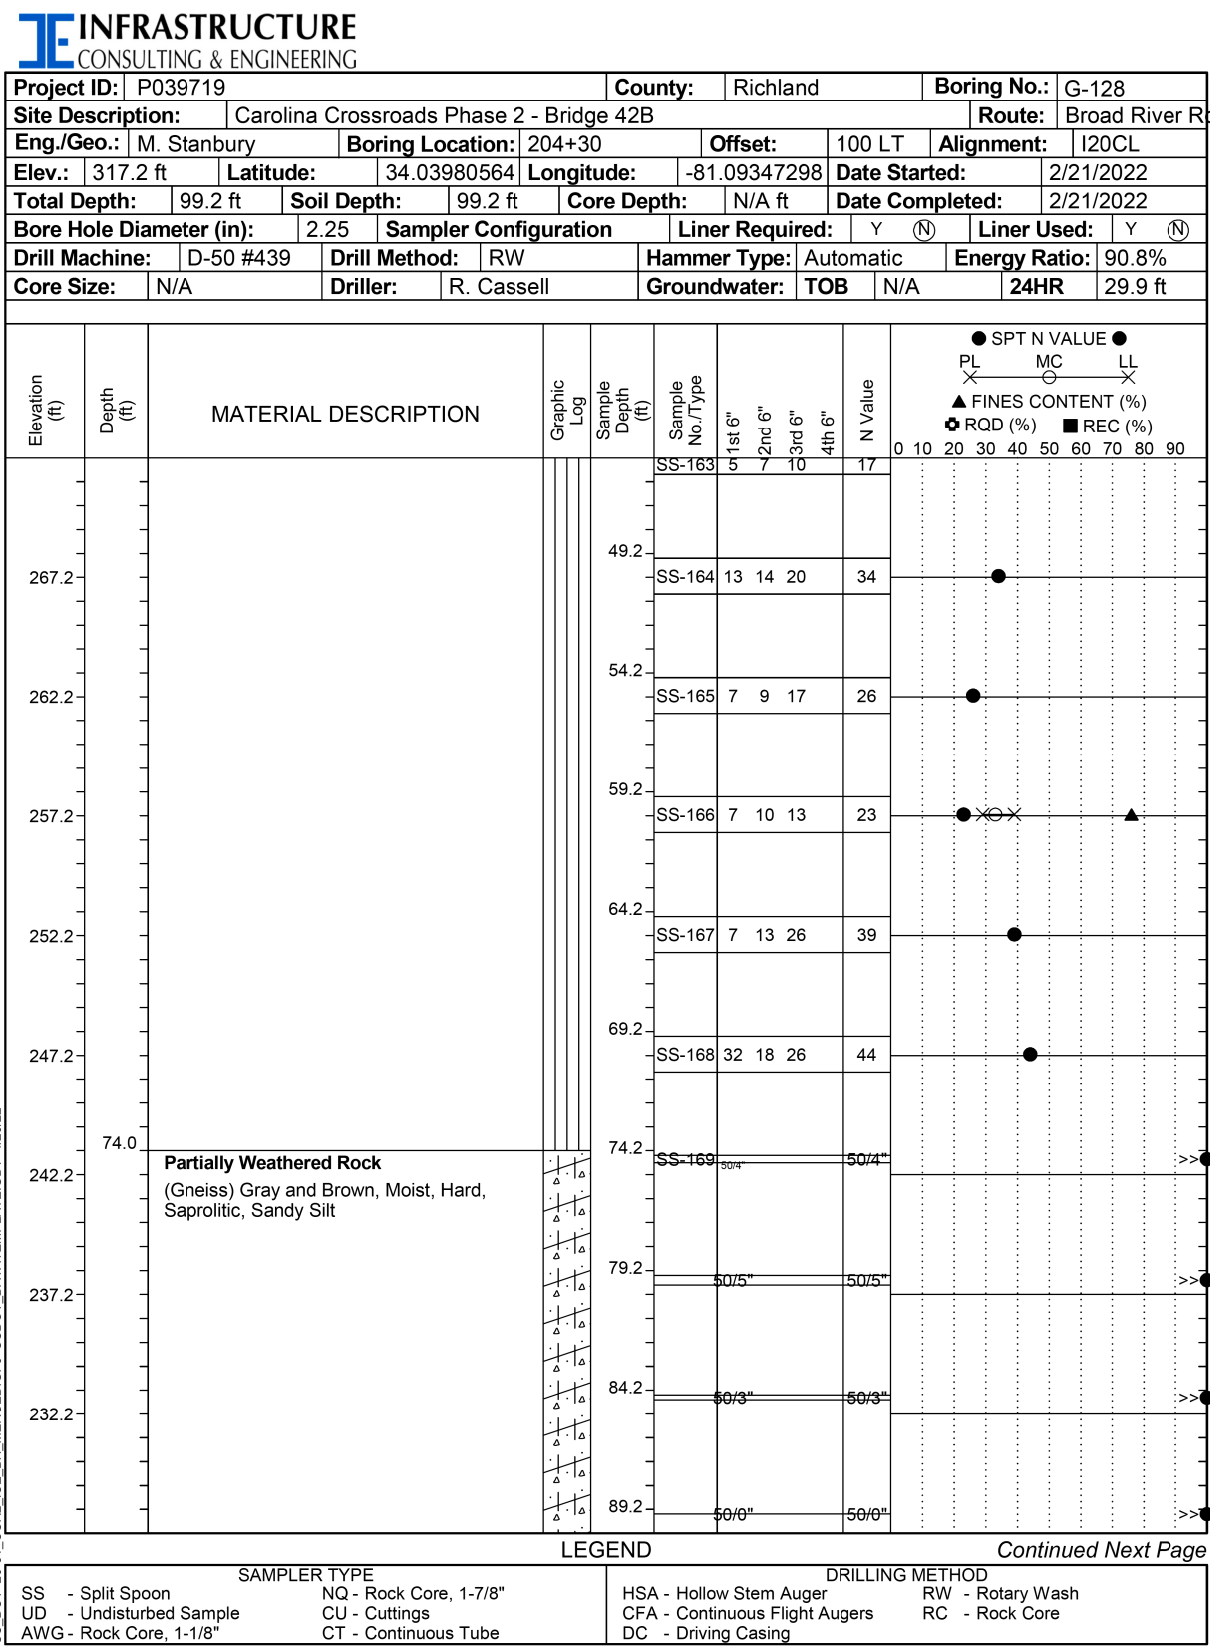 INFRASTRUCTURE
CONSULTING & ENGINEERING
Project ID: P039719 County: Richland Boring No.: G-128
Site Description: Carolina Crossroads Phase 2 - Bridge 42B Route: Broad River
Eng./Geo.: M. Stanbury Boring Location: 204+30 Offset: 100 LT Alignment: I20CL
Elev.: 317.2 ft Latitude: 34.03980564 Longitude: -81.09347298 Date Started: 2/21/2022
Total Depth: 99.2 ft Soil Depth: 99.2 ft Core Depth: N/A ft Date Completed: 2/21/2022
Bore Hole Diameter (in): 2.25 Sampler Configuration Liner Required: Y N Liner Used: Y N
Drill Machine: D-50 #439 Drill Method: RW Hammer Type: Automatic Energy Ratio: 90.8%
Core Size: N/A Driller: R. Cassell Groundwater: TOB N/A 24HR 29.9 ft
Elevation (ft)
Depth (ft)
MATERIAL DESCRIPTION
Graphic Log
Sample Depth (ft)
Sample No./Type
1st 6"
2nd 6"
3rd 6"
4th 6"
N Value
● SPT N VALUE ●
PL MC LL
▲ FINES CONTENT (%)
RQD (%) ■ REC (%)
0 10 20 30 40 50 60 70 80 90
SS-163 5 7 10 17
49.2
267.2 SS-164 13 14 20 34
54.2
262.2 SS-165 7 9 17 26
59.2
257.2 SS-166 7 10 13 23
64.2
252.2 SS-167 7 13 26 39
69.2
247.2 SS-168 32 18 26 44
74.0 74.2
SS-169 50/4" 50/4" >>
Partially Weathered Rock
242.2
(Gneiss) Gray and Brown, Moist, Hard,
Saprolitic, Sandy Silt
79.2
50/5" 50/5" >>
237.2
84.2
50/3" 50/3" >>
232.2
89.2
50/0" 50/0" >>
LEGEND
Continued Next Page
SAMPLER TYPE
SS - Split Spoon NQ - Rock Core, 1-7/8"
UD - Undisturbed Sample CU - Cuttings
AWG - Rock Core, 1-1/8" CT - Continuous Tube
DRILLING METHOD
HSA - Hollow Stem Auger RW - Rotary Wash
CFA - Continuous Flight Augers RC - Rock Core
DC - Driving Casing